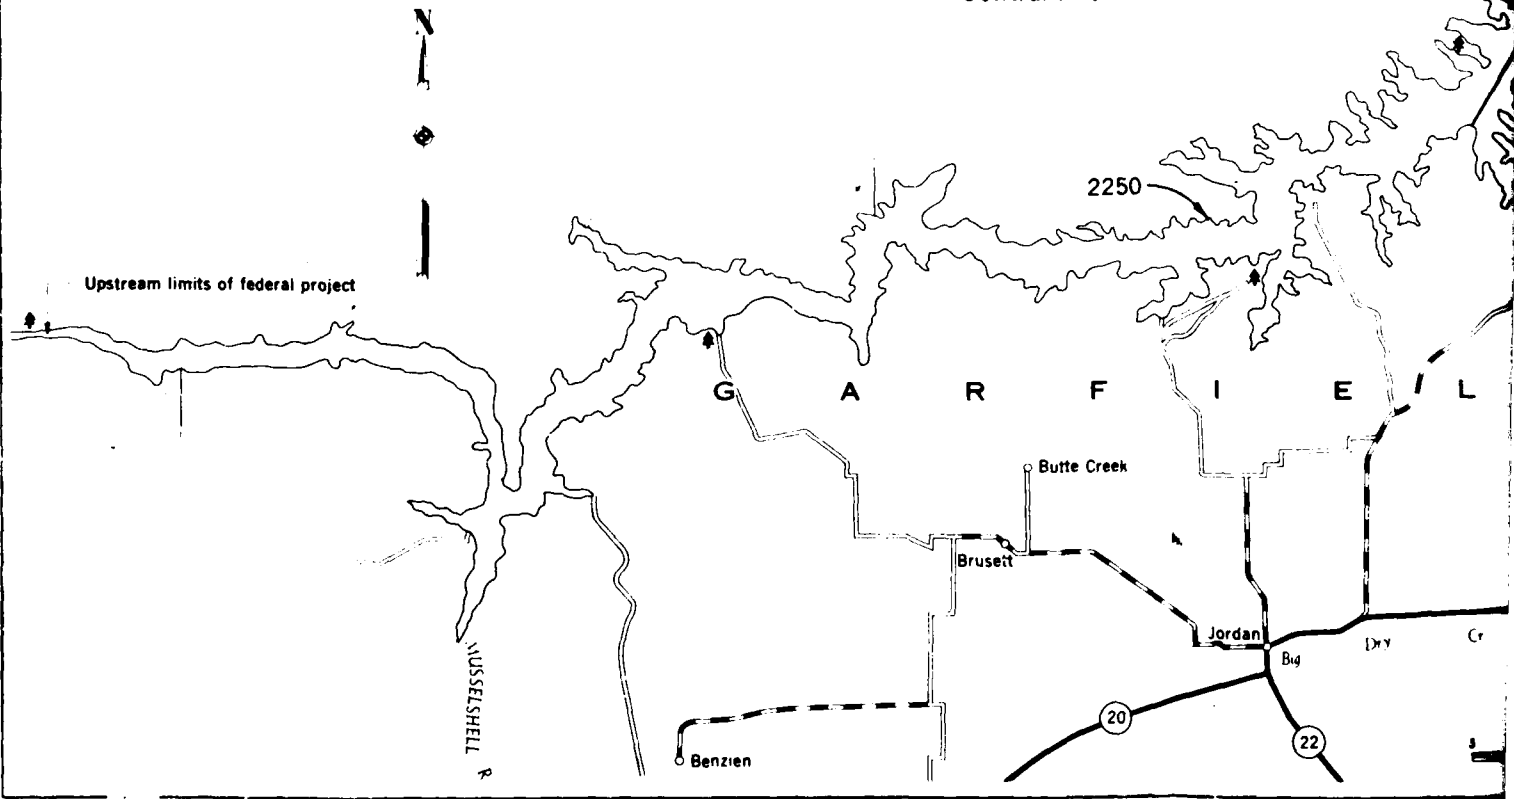 N
2250
Upstream limits of federal project
G A R F I E L
Butte Creek
Brusett
Jordan
Big Dry Cr
MUSSELSHELL R
20
22
Benzien